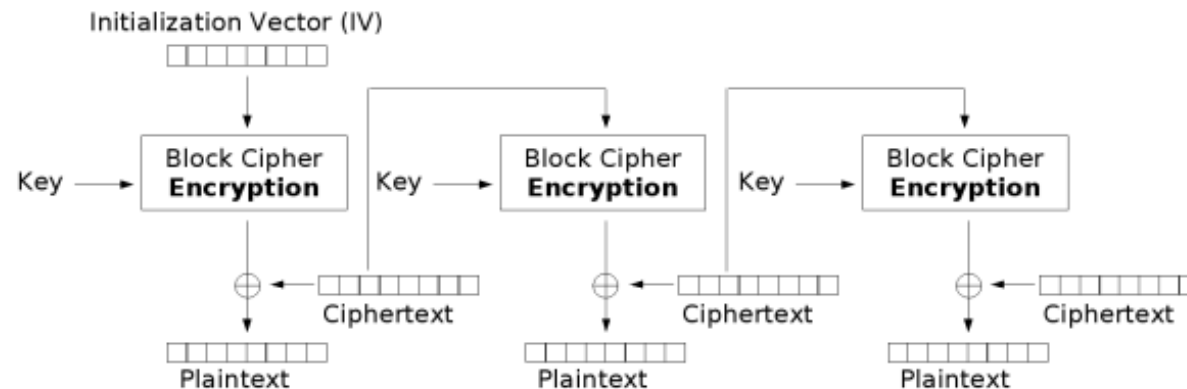 Initialization Vector (IV)
Key
Block Cipher
Encryption
Key
Block Cipher
Encryption
Key
Block Cipher
Encryption
Ciphertext
Ciphertext
Ciphertext
Plaintext
Plaintext
Plaintext